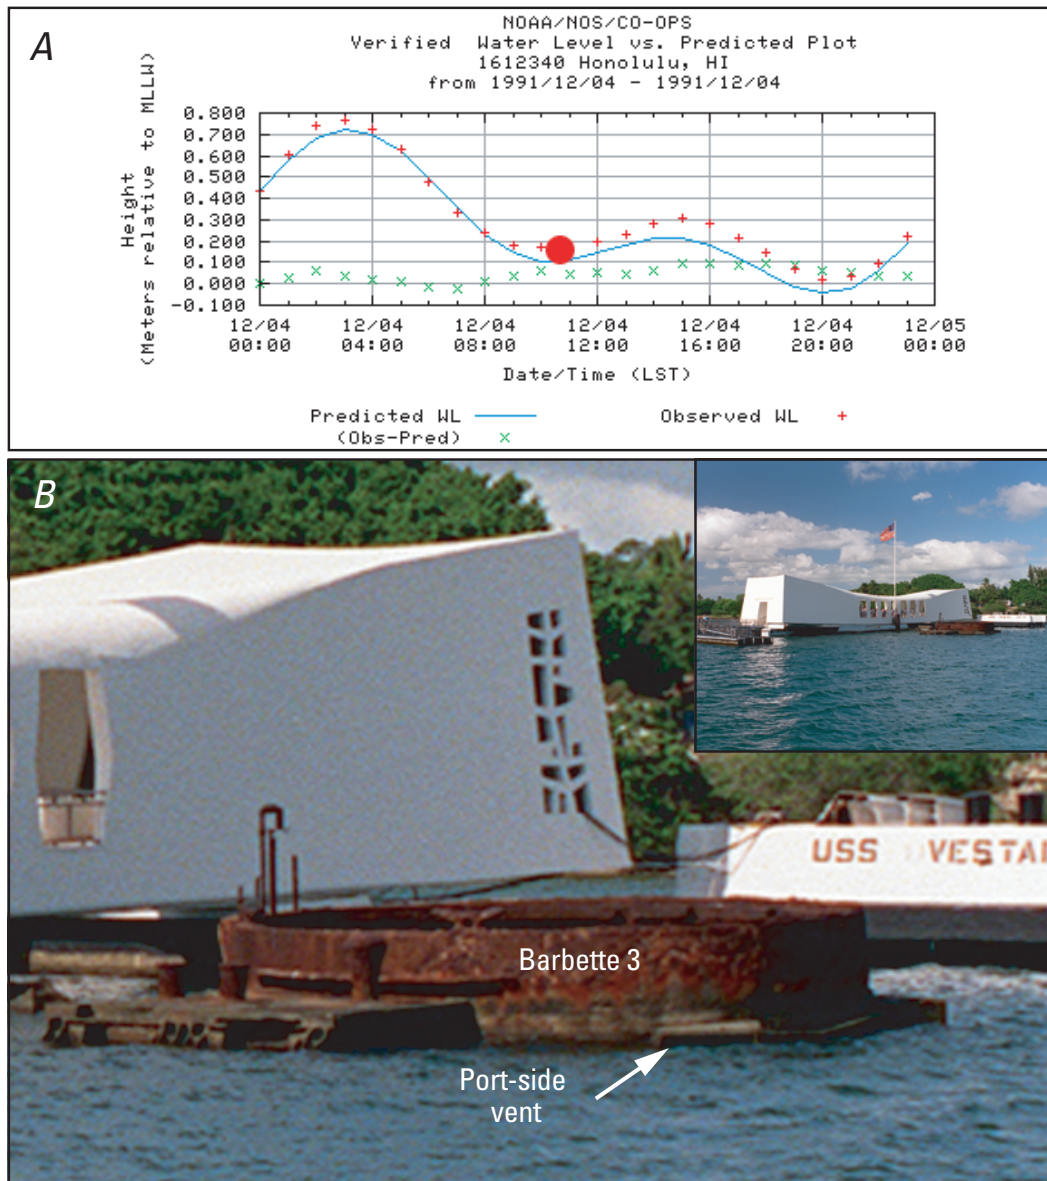 A
NOAA/NOS/CO-OPS
Verified Water Level vs. Predicted Plot
1612340 Honolulu, HI
from 1991/12/04 - 1991/12/04
Height
(Meters relative to MLLW)
0.800
0.700
0.600
0.500
0.400
0.300
0.200
0.100
0.000
-0.100
12/04 12/04 12/04 12/04 12/04 12/04 12/05
00:00 04:00 08:00 12:00 16:00 20:00 00:00
Date/Time (LST)
Predicted WL Observed WL +
(Obs-Pred) ×
B
USS VESTAL
Barbette 3
Port-side
vent